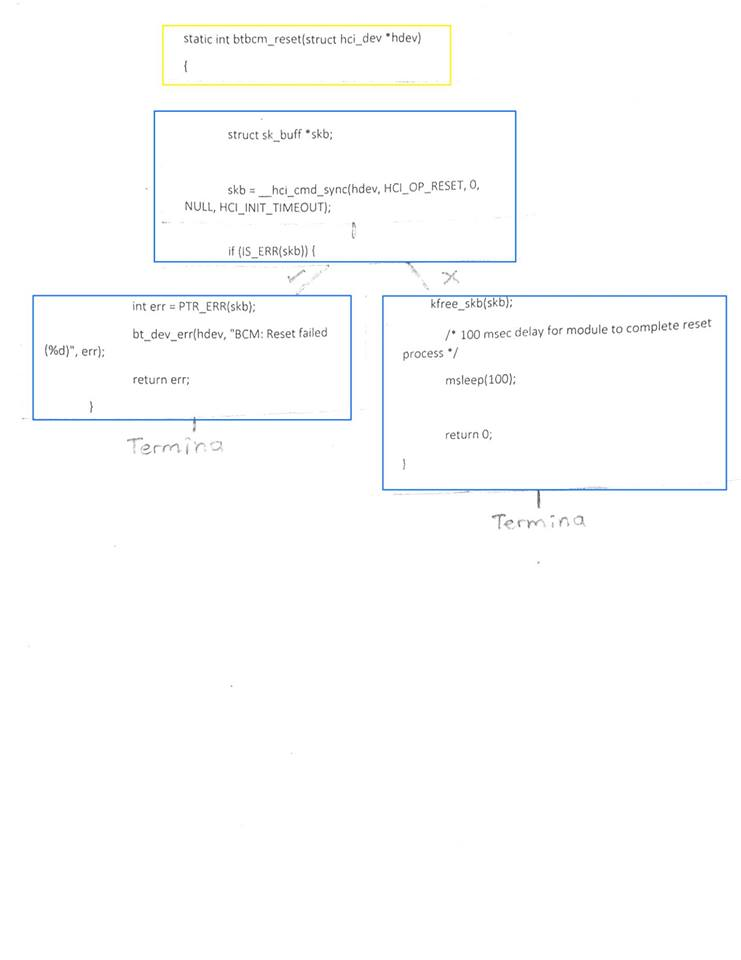 static int btbcm_reset(struct hci_dev *hdev)
{
struct sk_buff *skb;
skb = __hci_cmd_sync(hdev, HCI_OP_RESET, 0,
NULL, HCI_INIT_TIMEOUT);
if (IS_ERR(skb)) {
int err = PTR_ERR(skb);
bt_dev_err(hdev, "BCM: Reset failed
(%d)", err);
return err;
}
Termina
kfree_skb(skb);
/* 100 msec delay for module to complete reset
process */
msleep(100);
return 0;
}
Termina